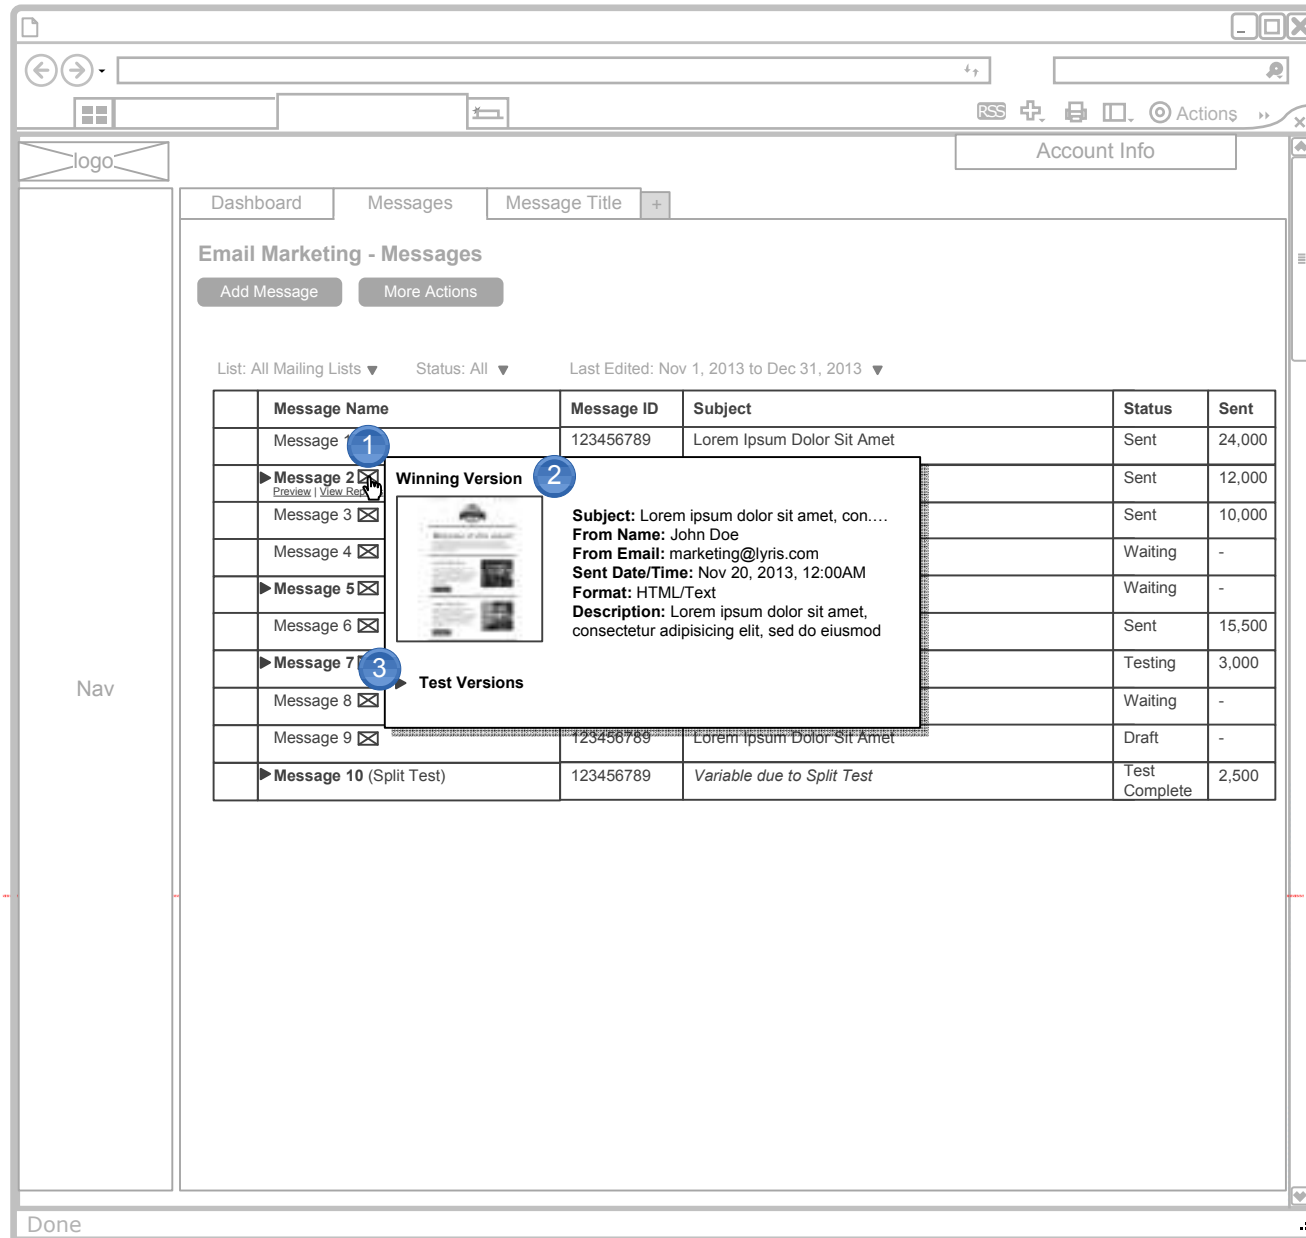 RSS
Actions
logo
Account Info
Dashboard
Messages
Message Title
+
Email Marketing - Messages
Add Message
More Actions
List: All Mailing Lists
Status: All
Last Edited: Nov 1, 2013 to Dec 31, 2013
Message Name Message ID Subject Status Sent
Message 123456789 Lorem Ipsum Dolor Sit Amet Sent 24,000
1
Message 2 Sent 12,000
Preview | View
Message 3 Sent 10,000
Message 4 Waiting -
Message 5 Waiting -
Message 6 Sent 15,500
Message 7 Testing 3,000
Message 8 Waiting -
Message 9 123456789 Lorem Ipsum Dolor Sit Amet Draft -
Message 10 (Split Test) 123456789 Variable due to Split Test Test Complete 2,500
Winning Version
2
Subject: Lorem ipsum dolor sit amet, con....
From Name: John Doe
From Email: marketing@lyris.com
Sent Date/Time: Nov 20, 2013, 12:00AM
Format: HTML/Text
Description: Lorem ipsum dolor sit amet,
consectetur adipisicing elit, sed do eiusmod
3
Test Versions
Nav
Done